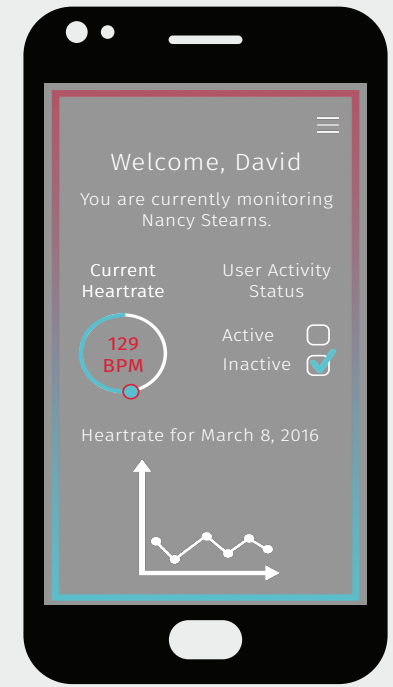 Welcome, David
You are currently monitoring
Nancy Stearns.
Current
Heartrate
129
BPM
User Activity
Status
Active
Inactive
Heartrate for March 8, 2016